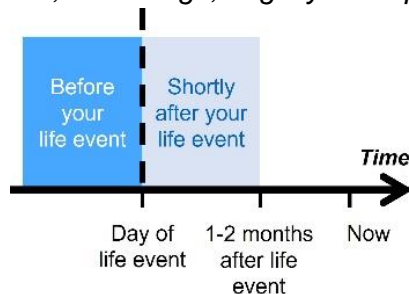 Before
your
life event
Shortly
after your
life event
Time
Day of
life event
1-2 months
after life
event
Now